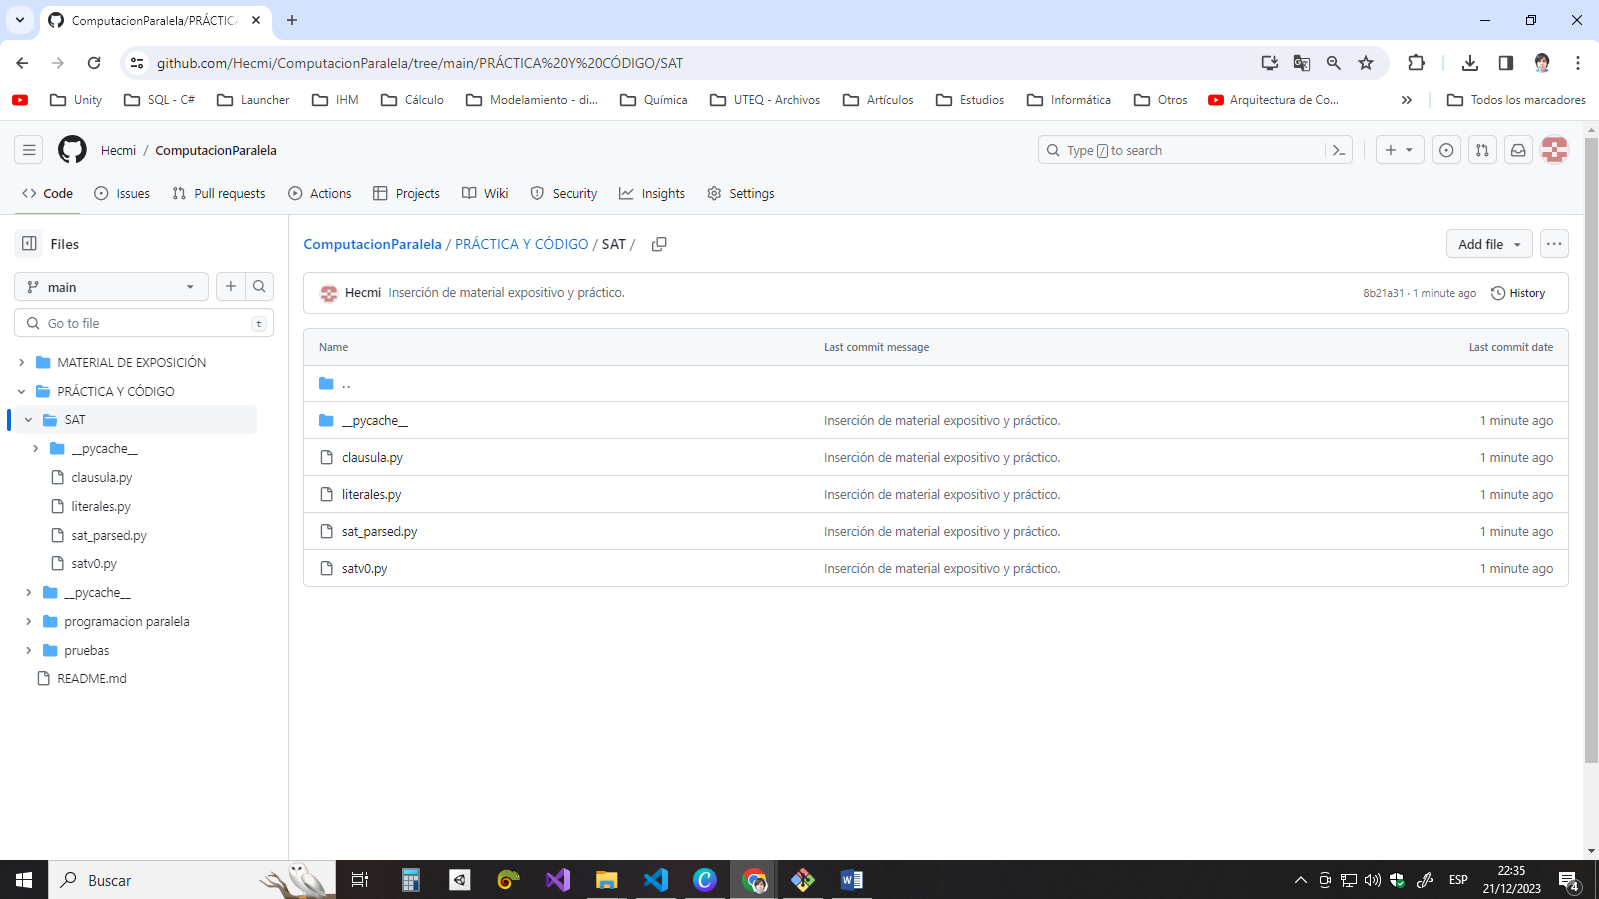 ComputacionParalela/PRÁCTICA
github.com/Hecmi/ComputacionParalela/tree/main/PRÁCTICA%20Y%20CÓDIGO/SAT
Unity SQL - C# Launcher IHM Cálculo Modelamiento - di... Química UTEQ - Archivos Artículos Estudios Informática Otros Arquitectura de Co... » Todos los marcadores
Hecmi / ComputacionParalela
Type / to search
Code Issues Pull requests Actions Projects Wiki Security Insights Settings
Files
ComputacionParalela / PRÁCTICA Y CÓDIGO / SAT /
Add file
main
Hecmi Inserción de material expositivo y práctico.
8b21a31 · 1 minute ago History
Go to file t
Name Last commit message Last commit date
MATERIAL DE EXPOSICIÓN
PRÁCTICA Y CÓDIGO
SAT
__pycache__
clausula.py
literales.py
sat_parsed.py
satv0.py
__pycache__
programacion paralela
pruebas
README.md
..
__pycache__ Inserción de material expositivo y práctico. 1 minute ago
clausula.py Inserción de material expositivo y práctico. 1 minute ago
literales.py Inserción de material expositivo y práctico. 1 minute ago
sat_parsed.py Inserción de material expositivo y práctico. 1 minute ago
satv0.py Inserción de material expositivo y práctico. 1 minute ago
Buscar
ESP
22:35
21/12/2023
4